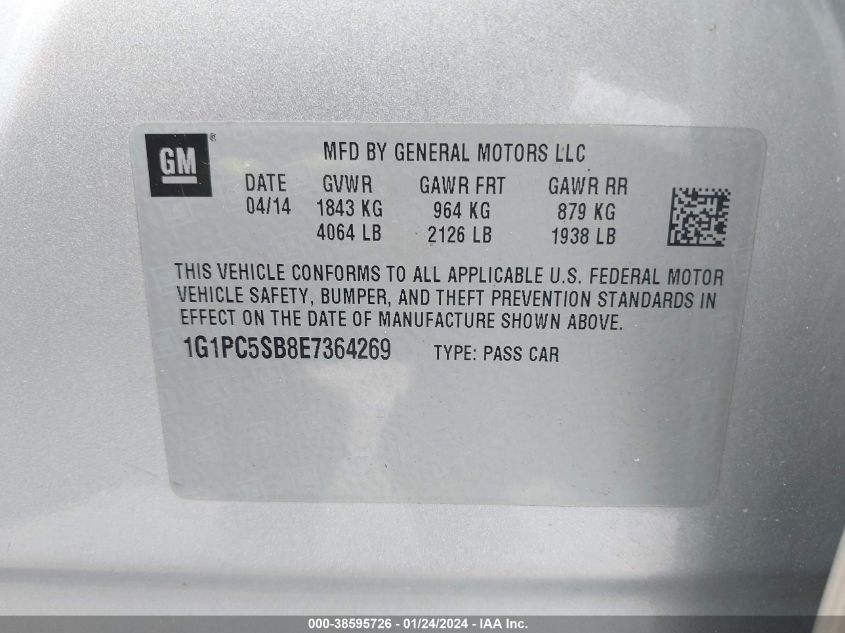 GM ®
MFD BY GENERAL MOTORS LLC
DATE GVWR GAWR FRT GAWR RR
04/14 1843 KG 964 KG 879 KG
4064 LB 2126 LB 1938 LB
THIS VEHICLE CONFORMS TO ALL APPLICABLE U.S. FEDERAL MOTOR
VEHICLE SAFETY, BUMPER, AND THEFT PREVENTION STANDARDS IN
EFFECT ON THE DATE OF MANUFACTURE SHOWN ABOVE.
1G1PC5SB8E7364269 TYPE: PASS CAR
000-38595726 - 01/24/2024 - IAA Inc.